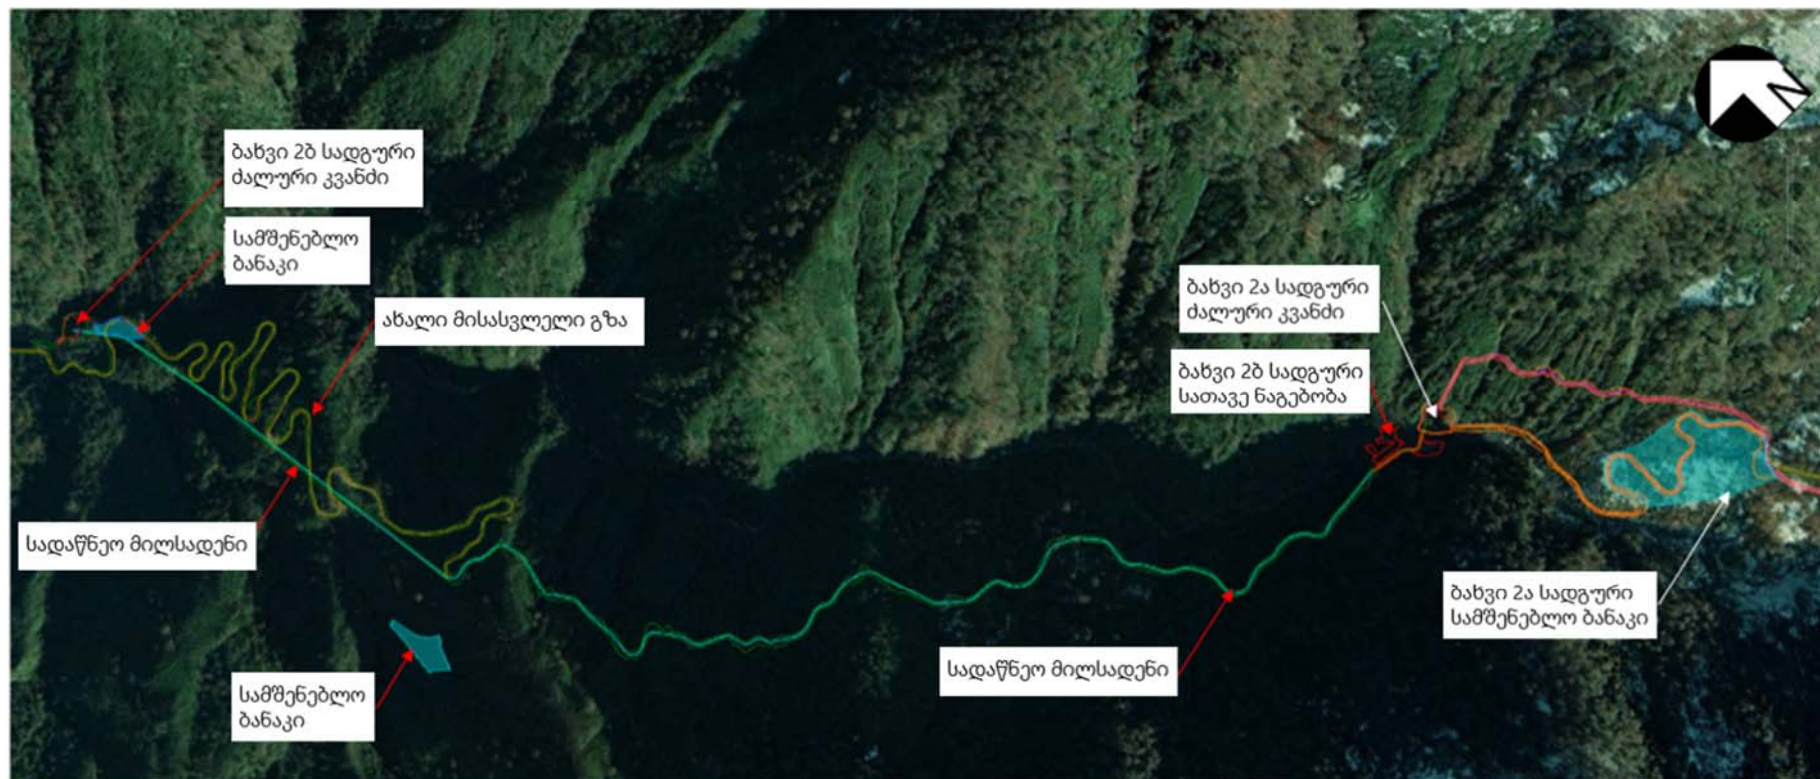 ბახვი 2ბ სადგური
ძალური კვანძი
სამშენებლო
ბანაკი
ახალი მისასვლელი გზა
ბახვი 2ა სადგური
ძალური კვანძი
ბახვი 2ბ სადგური
სათავე ნაგებობა
სადაწნეო მილსადენი
ბახვი 2ა სადგური
სამშენებლო ბანაკი
სადაწნეო მილსადენი
სამშენებლო
ბანაკი
N